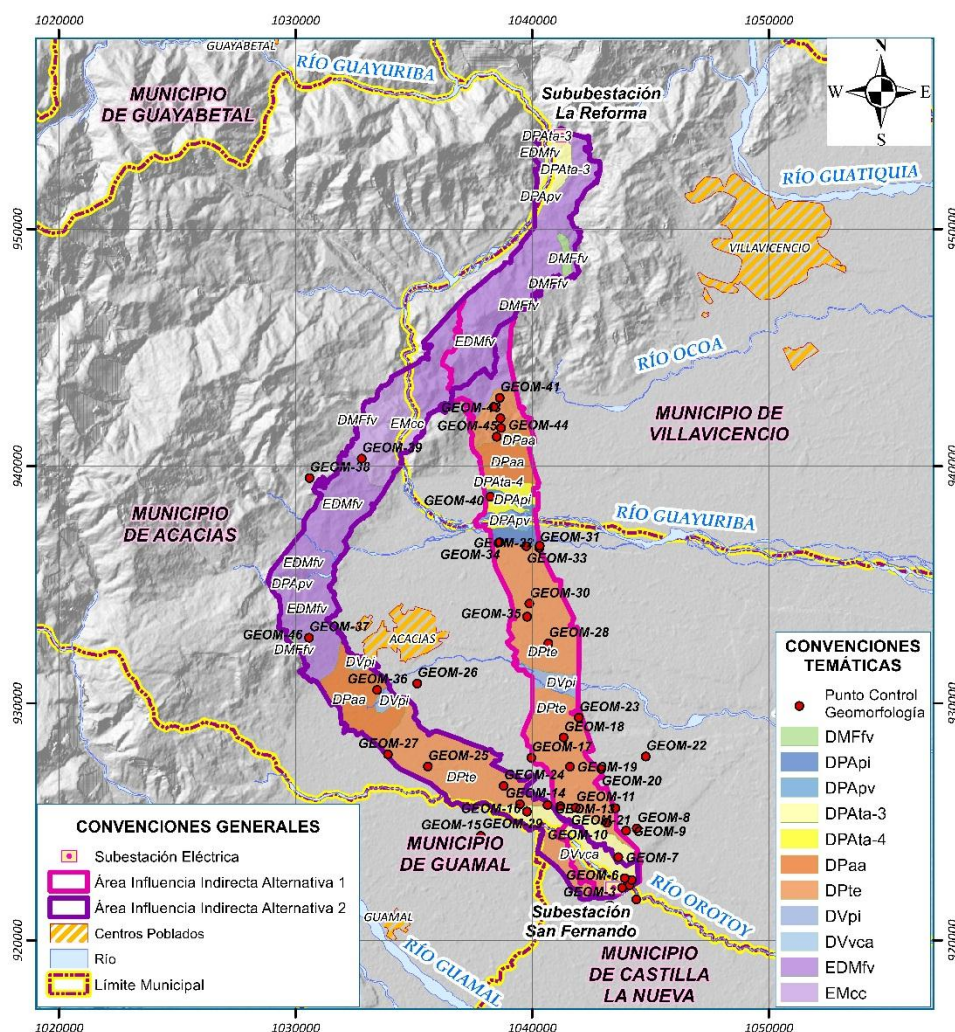 1020000
1030000
1040000
1050000
GUAYABETAL
RÍO GUAYURIBA
MUNICIPIO
DE GUAYABETAL
Sububestación
La Reforma
N
W
E
S
DPAta-3
EDMfv
DPAta-3
DPApv
RÍO GUATIQUIA
950000
950000
VILLAVICENCIO
DMFfv
DMFfv
DMFfv
EDMfv
RÍO OCOA
GEOM-41
GEOM-45
GEOM-44
DMFfv
EMcc
DPaa
MUNICIPIO DE
VILLAVICENCIO
GEOM-39
GEOM-38
DPaa
940000
940000
DPAta-4
EDMfv
GEOM-40
DPApi
DPApv
MUNICIPIO
DE ACACIAS
RÍO GUAYURIBA
GEOM-31
GEOM-34
GEOM-33
EDMfv
DPApv
EDMfv
GEOM-30
GEOM-35
GEOM-46
GEOM-37
DMFfv
ACACIAS
GEOM-28
DPte
DVpi
GEOM-36
GEOM-26
DVpi
DPaa
DVpi
930000
930000
DPte
GEOM-23
GEOM-18
GEOM-27
GEOM-25
GEOM-17
GEOM-22
DPte
GEOM-24
GEOM-19
GEOM-20
GEOM-14
GEOM-11
GEOM-16
GEOM-13
GEOM-15
GEOM-29
GEOM-21
GEOM-8
GEOM-10
GEOM-9
MUNICIPIO
DE GUAMAL
DVvca
GEOM-7
GEOM-6
GEOM-3
RÍO OROTOY
Subestación
San Fernando
GUAMAL
RÍO GUAMAL
920000
920000
MUNICIPIO
DE CASTILLA
LA NUEVA
CONVENCIONES GENERALES
Subestación Eléctrica
Área Influencia Indirecta Alternativa 1
Área Influencia Indirecta Alternativa 2
Centros Poblados
Río
Límite Municipal
CONVENCIONES
TEMÁTICAS
Punto Control
Geomorfología
DMFfv
DPApi
DPApv
DPAta-3
DPAta-4
DPaa
DPte
DVpi
DVvca
EDMfv
EMcc
1020000
1030000
1040000
1050000